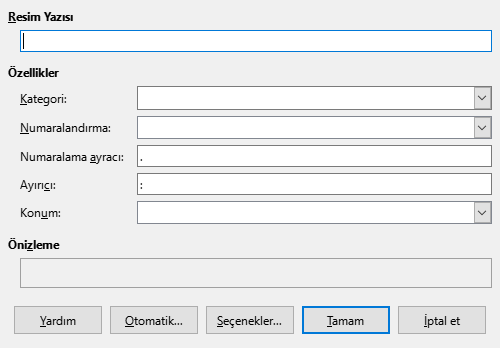 Resim Yazısı
Özellikler
Kategori:
Numaralandırma:
Numaralama ayracı: .
Ayırıcı: :
Konum:
Önizleme
Yardım Otomatik... Seçenekler... Tamam İptal et